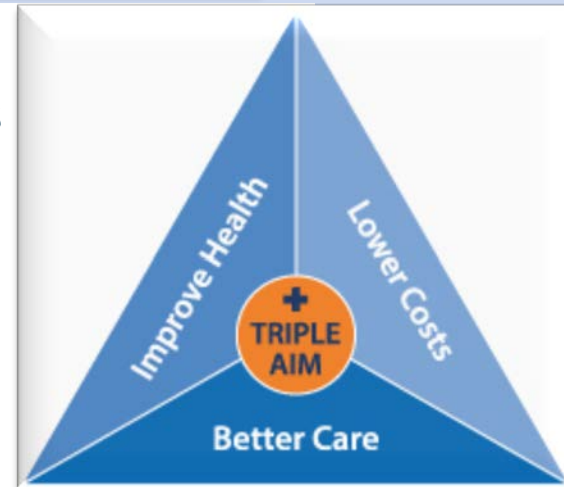 Improve Health
Lower Costs
TRIPLE
AIM
Better Care